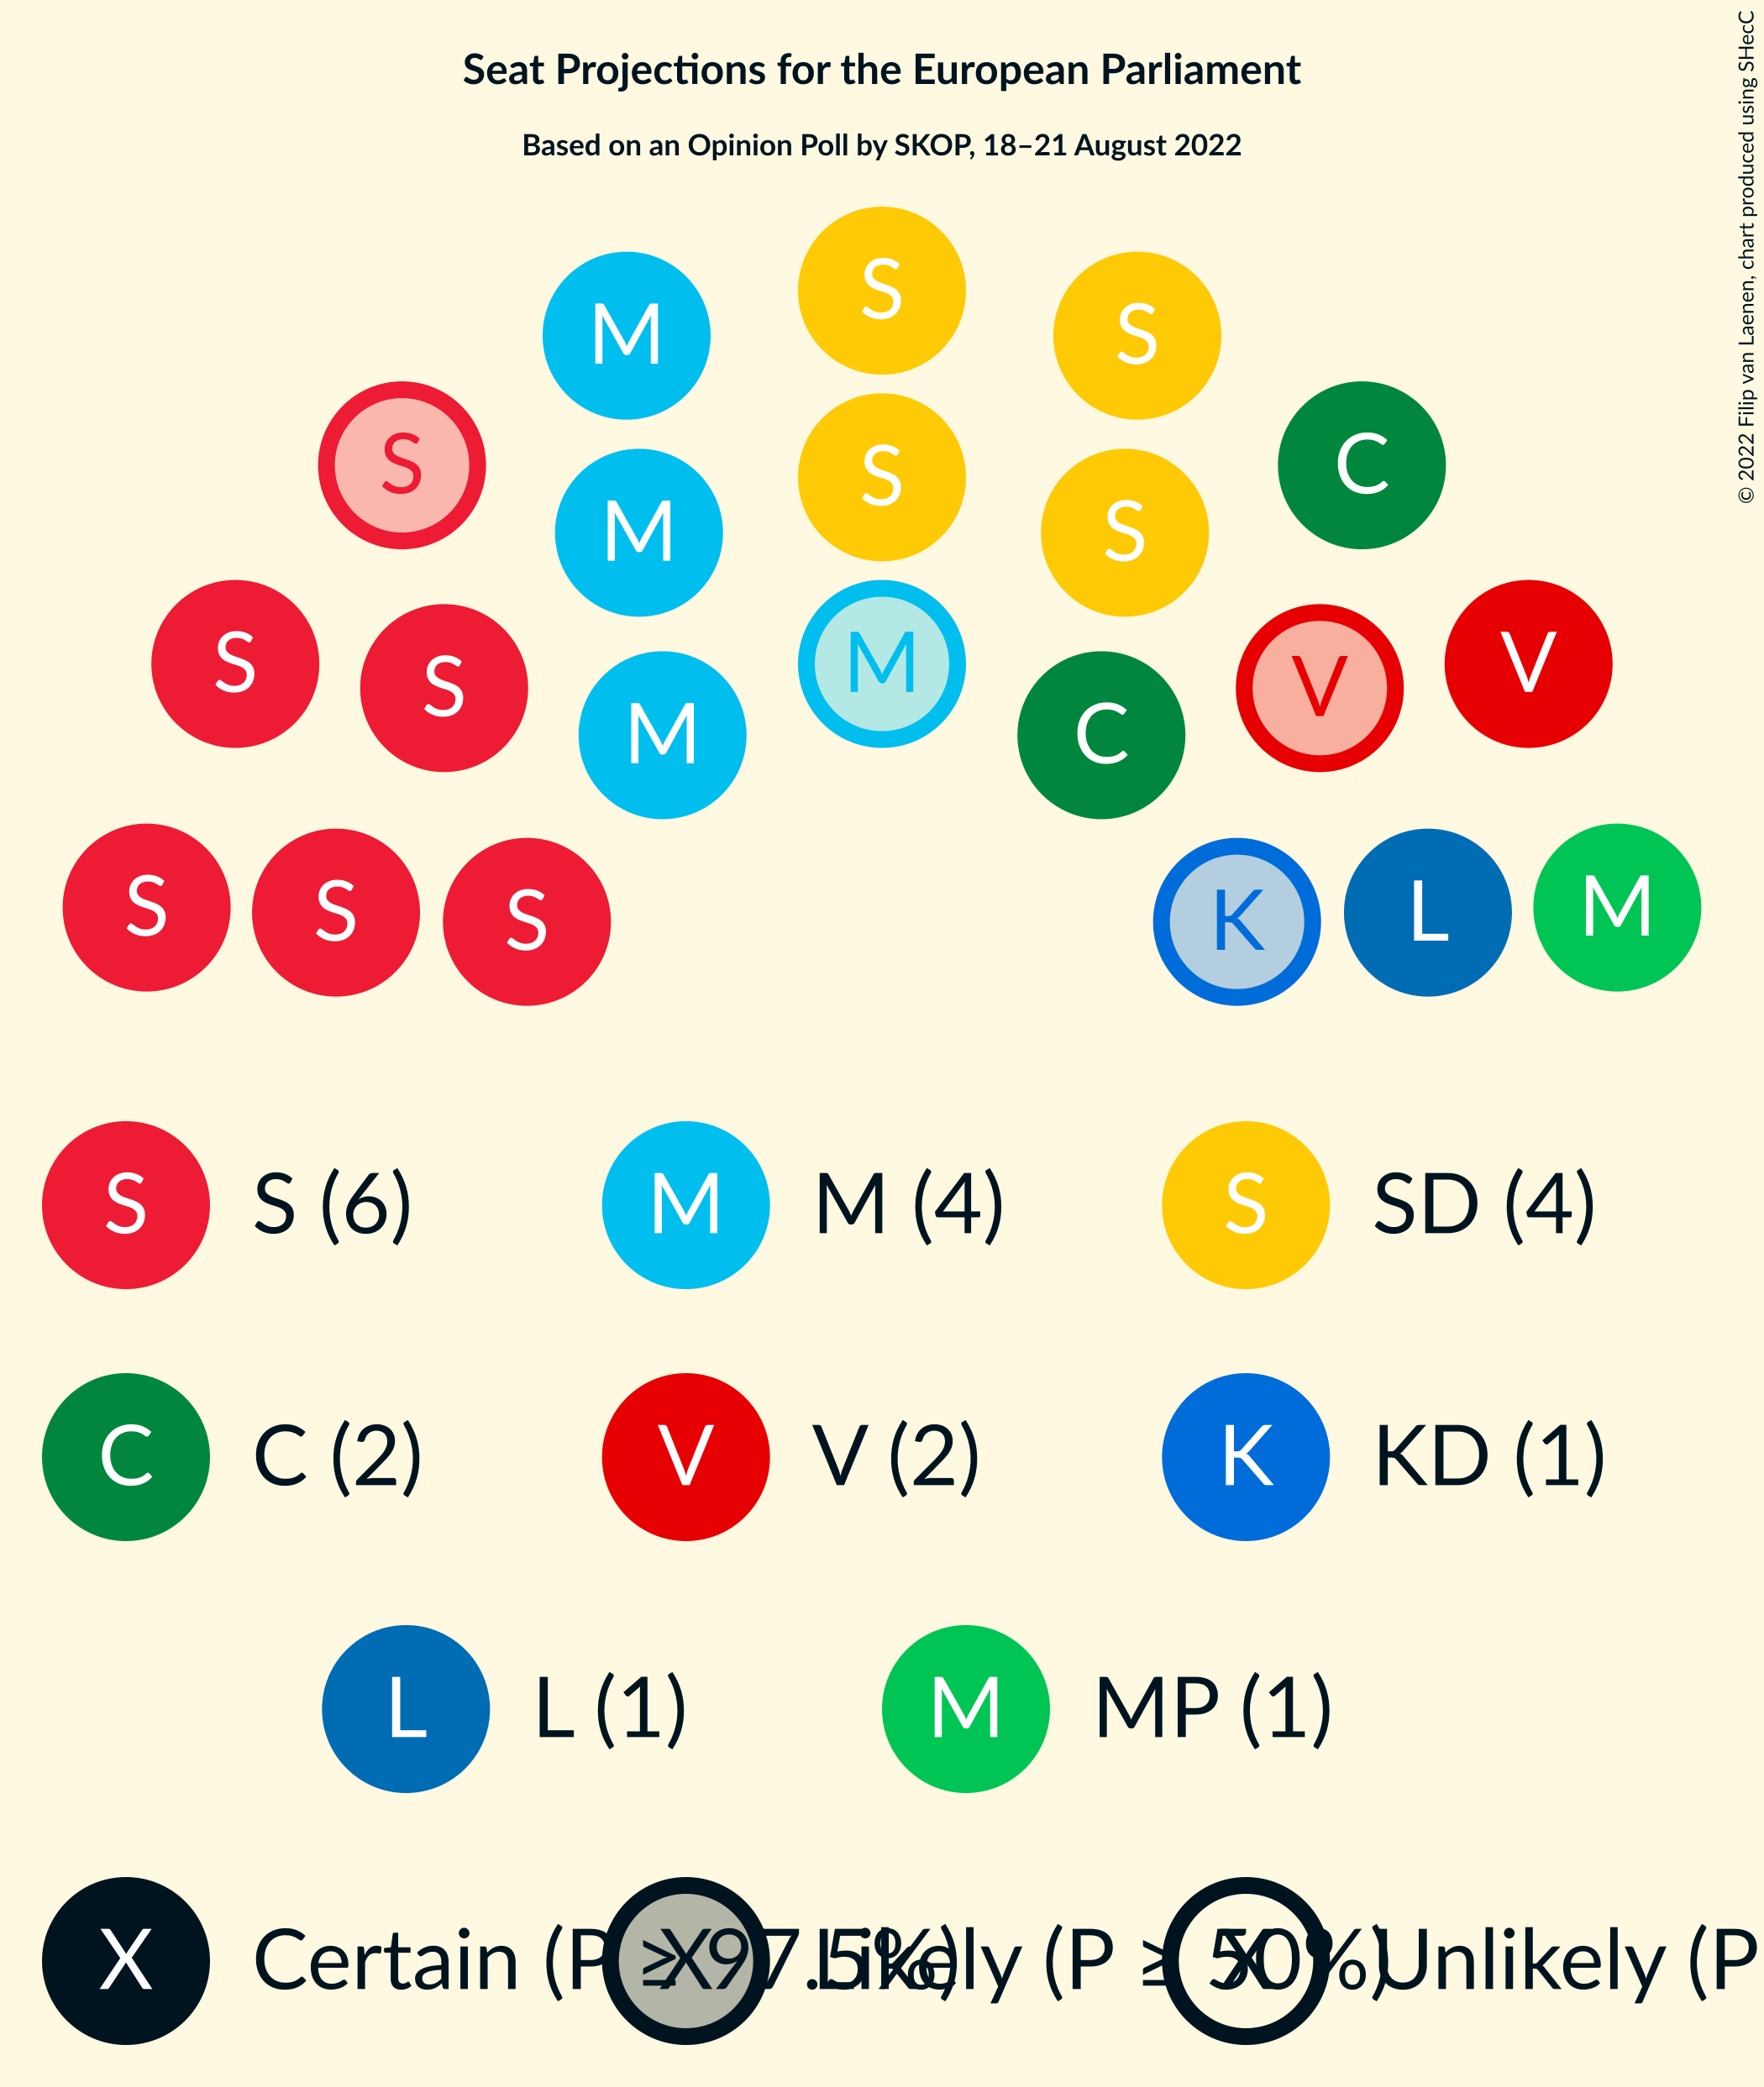 Seat Projections for the European Parliament
Based on an Opinion Poll by SKOP, 18–21 August 2022
© 2022 Filip van Laenen, chart produced using SHecC
S
M S
S S C
M S
S M V
S M V
C
S K L M
S S
S S (6) M M (4) S SD (4)
C C (2) V V (2) K KD (1)
L L (1) M MP (1)
X Certain (P ≥ 97.5%) X Likely (P ≥ 50%) X Unlikely (P